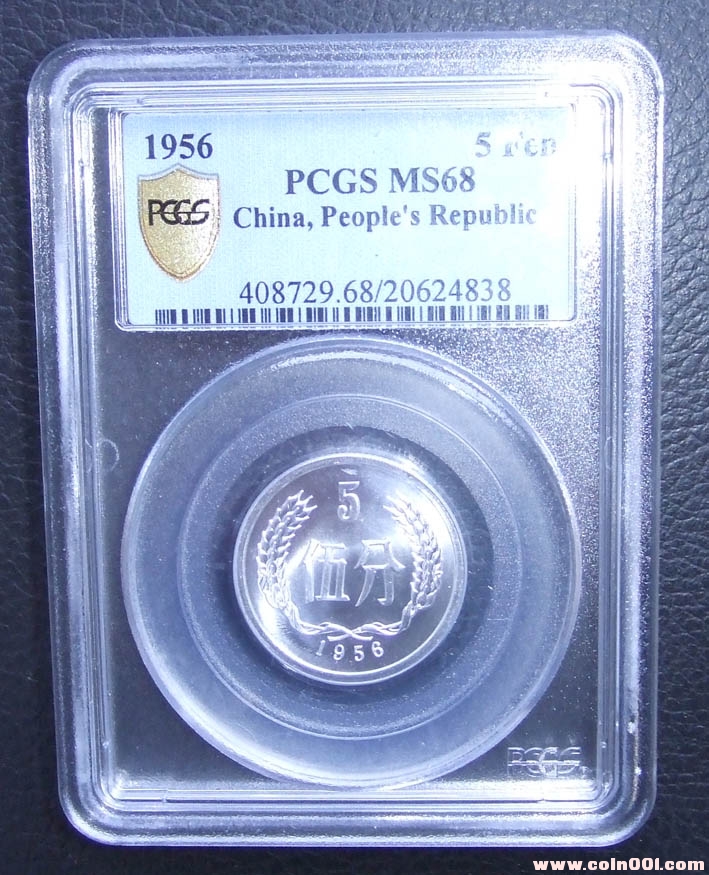 1956 5 Fen
PCGS MS68
PCGS
China, People's Republic
408729.68/20624838
5
伍分
1956
PCGS
www.coin001.com